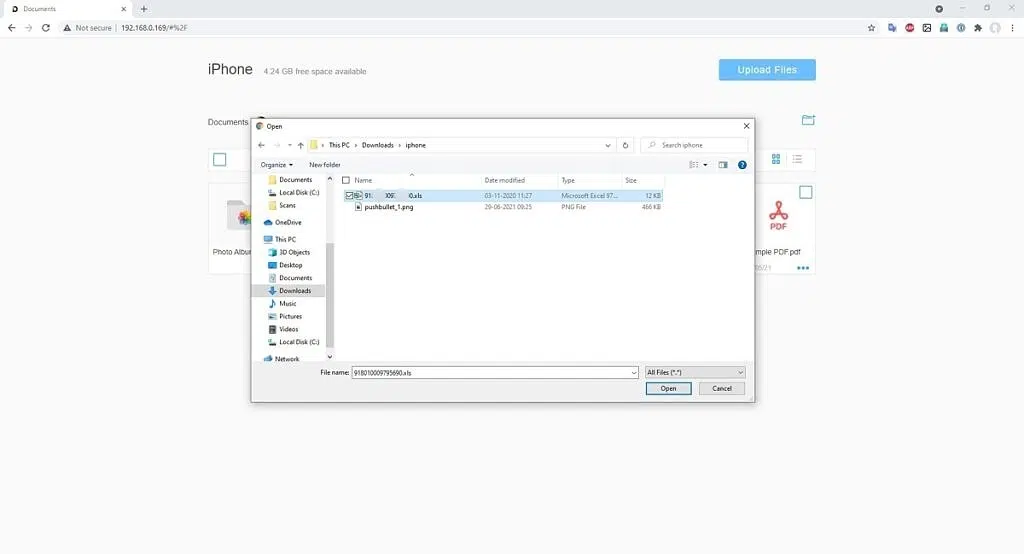 Documents
Not secure | 192.168.0.169/#%2F
iPhone 4.24 GB free space available
Upload Files
Documents
Open
This PC > Downloads > iphone
Search iphone
Organize New folder
Name Date modified Type Size
91 009 0.xls 03-11-2020 11:27 Microsoft Excel 97... 12 KB
pushbullet_1.png 29-06-2021 09:25 PNG File 466 KB
Documents
Local Disk (C:)
Scans
OneDrive
This PC
3D Objects
Desktop
Documents
Downloads
Music
Pictures
Videos
Local Disk (C:)
Network
Photo Album
PDF
mple PDF.pdf
05/21
File name: 918010009795690.xls All Files (*.*)
Open Cancel